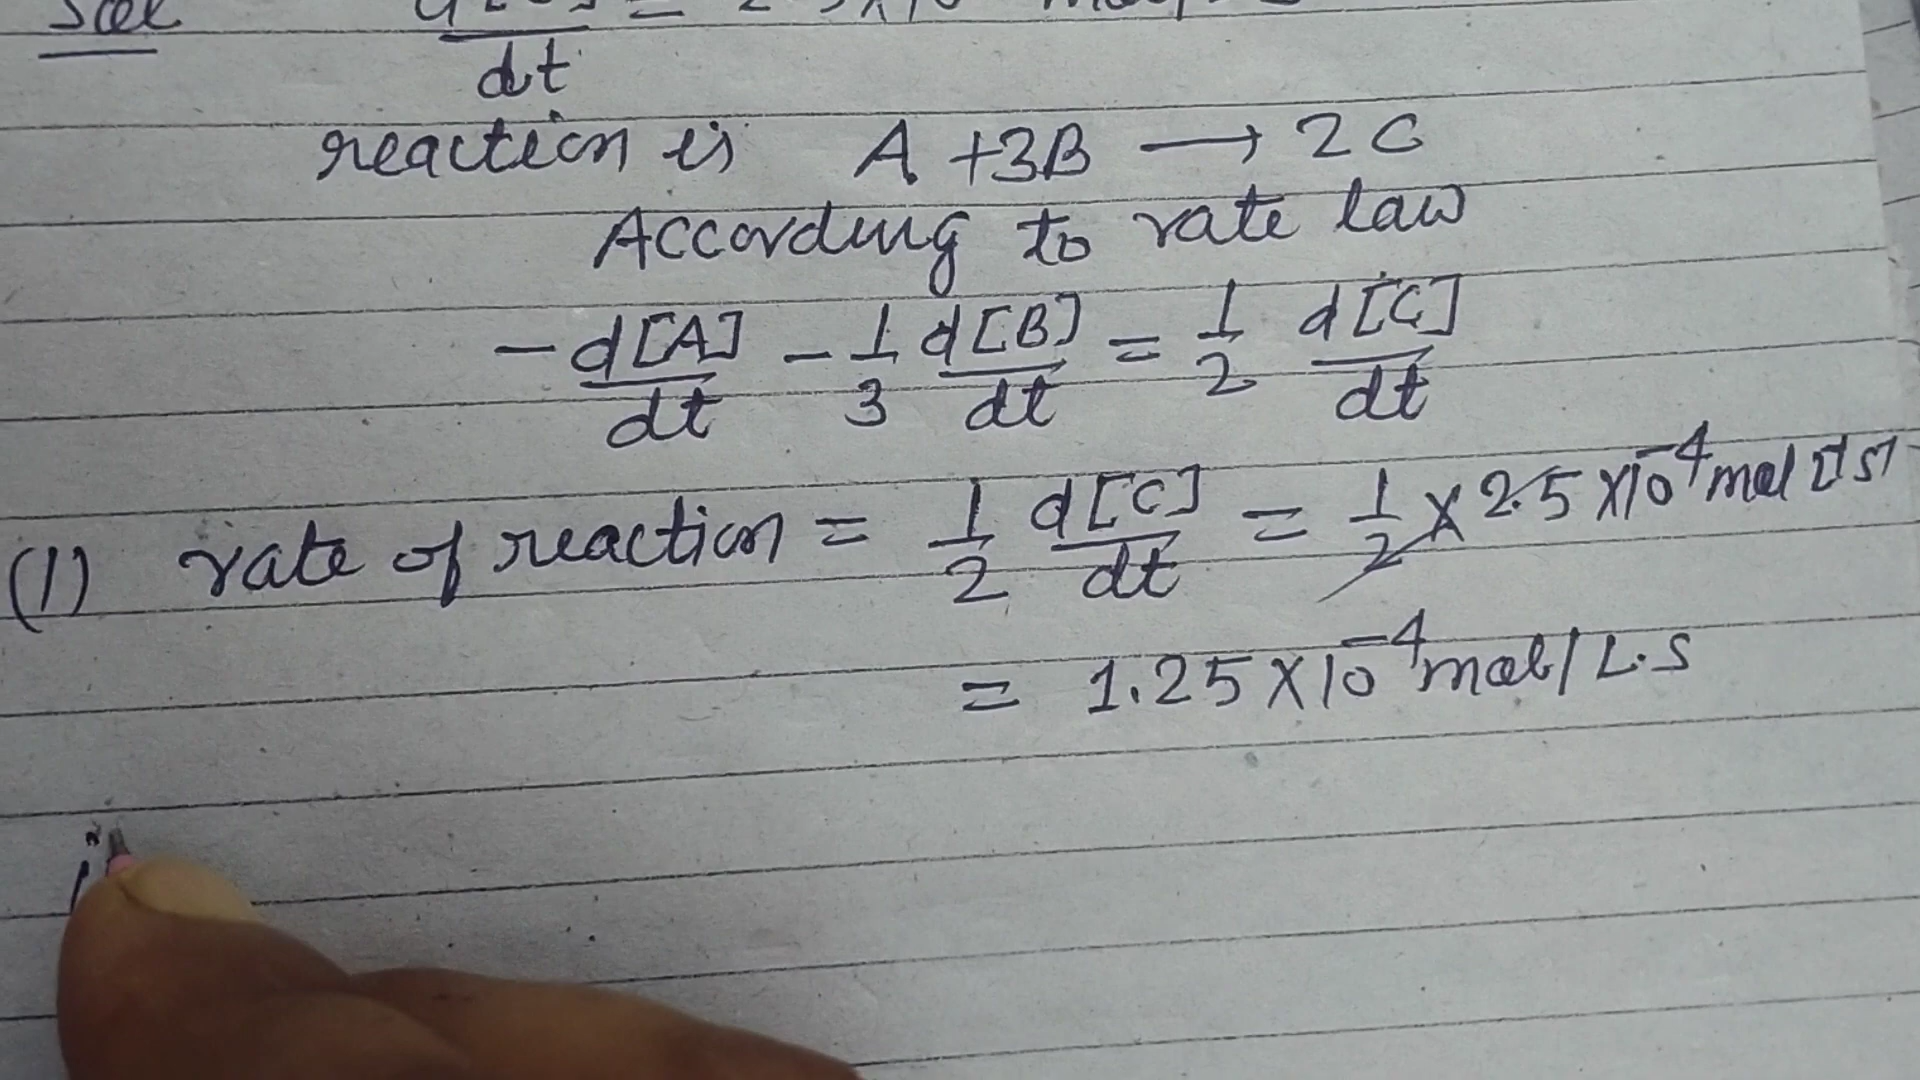 Sol
dt
reaction is A + 3B → 2C
According to rate law
-d[A]/dt - 1/3 d[B]/dt = 1/2 d[C]/dt
(1) rate of reaction = 1/2 d[C]/dt = 1/2 × 2.5 × 10⁻⁴ mol L⁻¹ s⁻¹
= 1.25 × 10⁻⁴ mol/L.S